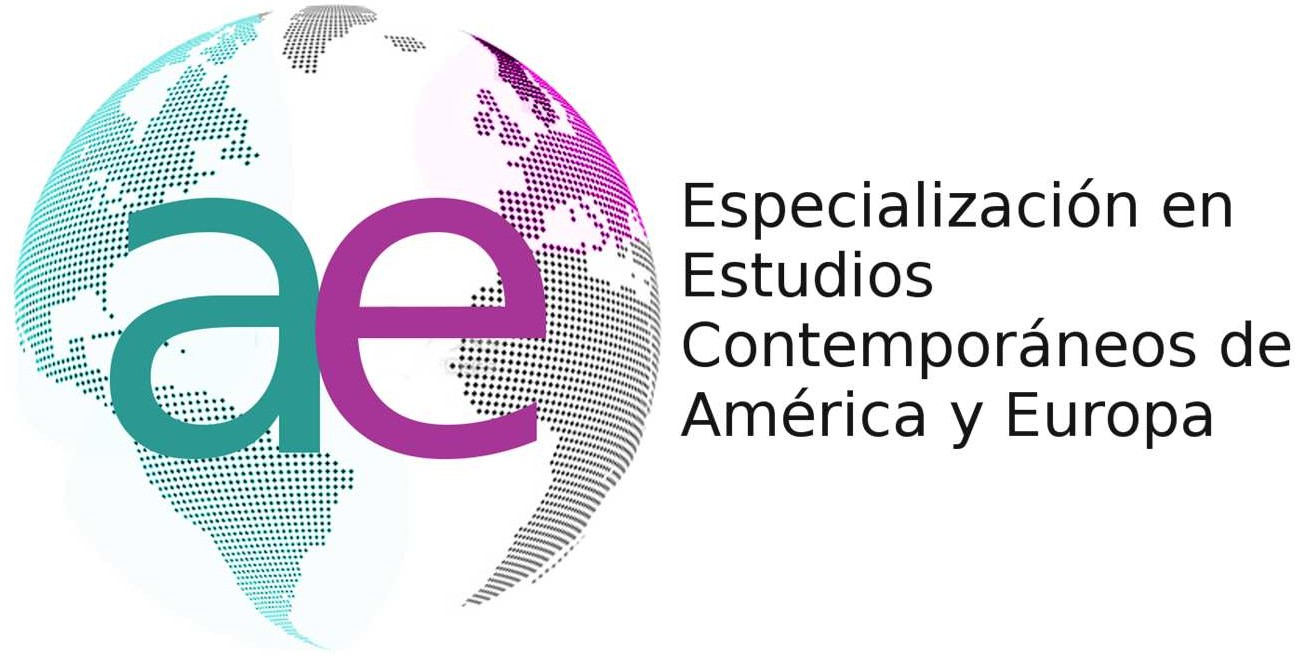 ae
Especialización en
Estudios
Contemporáneos de
América y Europa